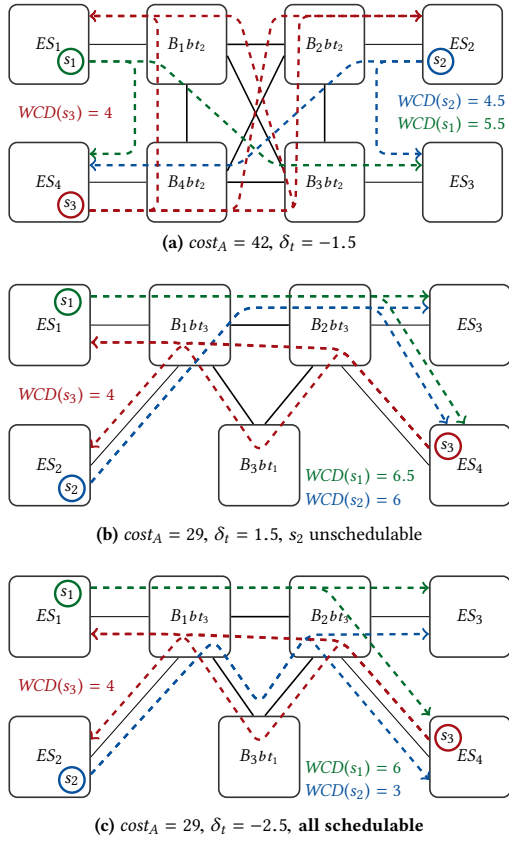 ES₁ B₁bt₂ B₂bt₂ ES₂
s₁ s₂
WCD(s₃) = 4 WCD(s₂) = 4.5
WCD(s₁) = 5.5
ES₄ B₄bt₂ B₃bt₂ ES₃
s₃
(a) cost_A = 42, δₜ = −1.5
s₁
ES₁ B₁bt₃ B₂bt₃ ES₃
WCD(s₃) = 4
s₃
ES₂ B₃bt₁ ES₄
s₂ WCD(s₁) = 6.5
WCD(s₂) = 6
(b) cost_A = 29, δₜ = 1.5, s₂ unschedulable
s₁
ES₁ B₁bt₃ B₂bt₃ ES₃
WCD(s₃) = 4
s₃
ES₂ B₃bt₁ ES₄
s₂ WCD(s₁) = 6
WCD(s₂) = 3
(c) cost_A = 29, δₜ = −2.5, all schedulable